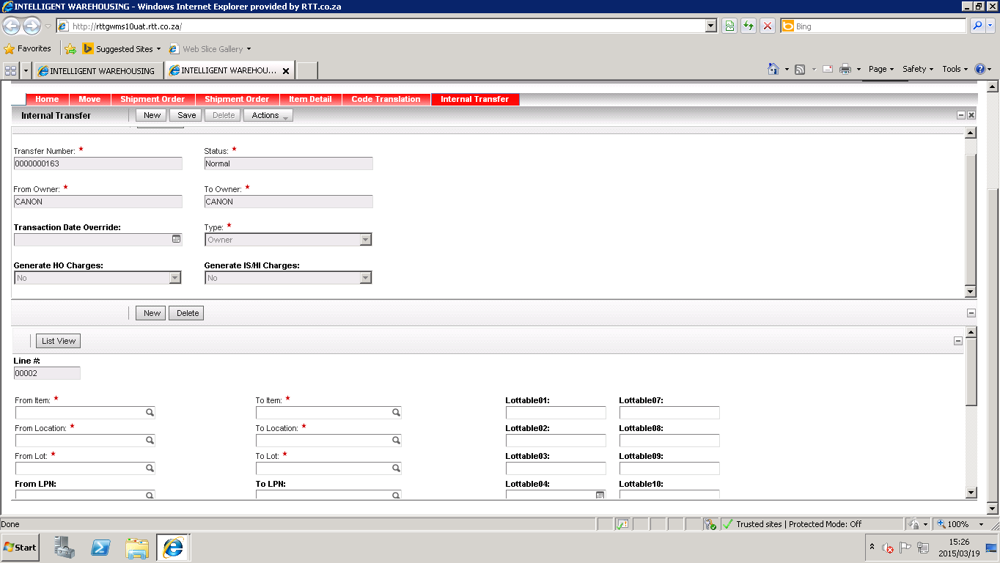 INTELLIGENT WAREHOUSING - Windows Internet Explorer provided by RTT.co.za
http://rttgwms10uat.rtt.co.za/ Bing
Favorites Suggested Sites Web Slice Gallery
INTELLIGENT WAREHOUSING INTELLIGENT WAREHOU... Page Safety Tools
Home Move Shipment Order Shipment Order Item Detail Code Translation Internal Transfer
Internal Transfer New Save Delete Actions
Transfer Number: * Status: *
0000000163 Normal
From Owner: * To Owner: *
CANON CANON
Transaction Date Override: Type: *
Owner
Generate HO Charges: Generate IS/HI Charges:
No No
New Delete
List View
Line #:
00002
From Item: * To Item: * Lottable01: Lottable07:
From Location: * To Location: * Lottable02: Lottable08:
From Lot: * To Lot: * Lottable03: Lottable09:
From LPN: To LPN: Lottable04: Lottable10:
Done Trusted sites | Protected Mode: Off 100%
Start 15:26
2015/03/19